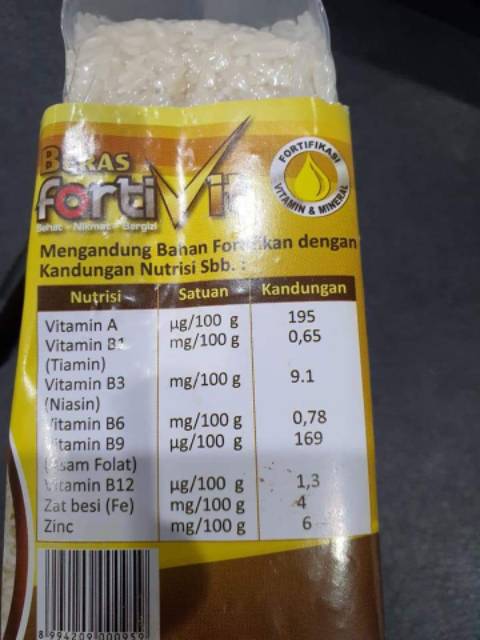 BERAS
fortiVit
Sehat - Nikmat - Bergizi
FORTIFIKASI
VITAMIN & MINERAL
Mengandung Bahan Fortifikan dengan
Kandungan Nutrisi Sbb. :
Nutrisi Satuan Kandungan
Vitamin A µg/100 g 195
Vitamin B1 mg/100 g 0,65
(Tiamin)
Vitamin B3 mg/100 g 9.1
(Niasin)
Vitamin B6 mg/100 g 0,78
Vitamin B9 µg/100 g 169
(Asam Folat)
Vitamin B12 µg/100 g 1,3
Zat besi (Fe) mg/100 g 4
Zinc mg/100 g 6
8 994209 000959